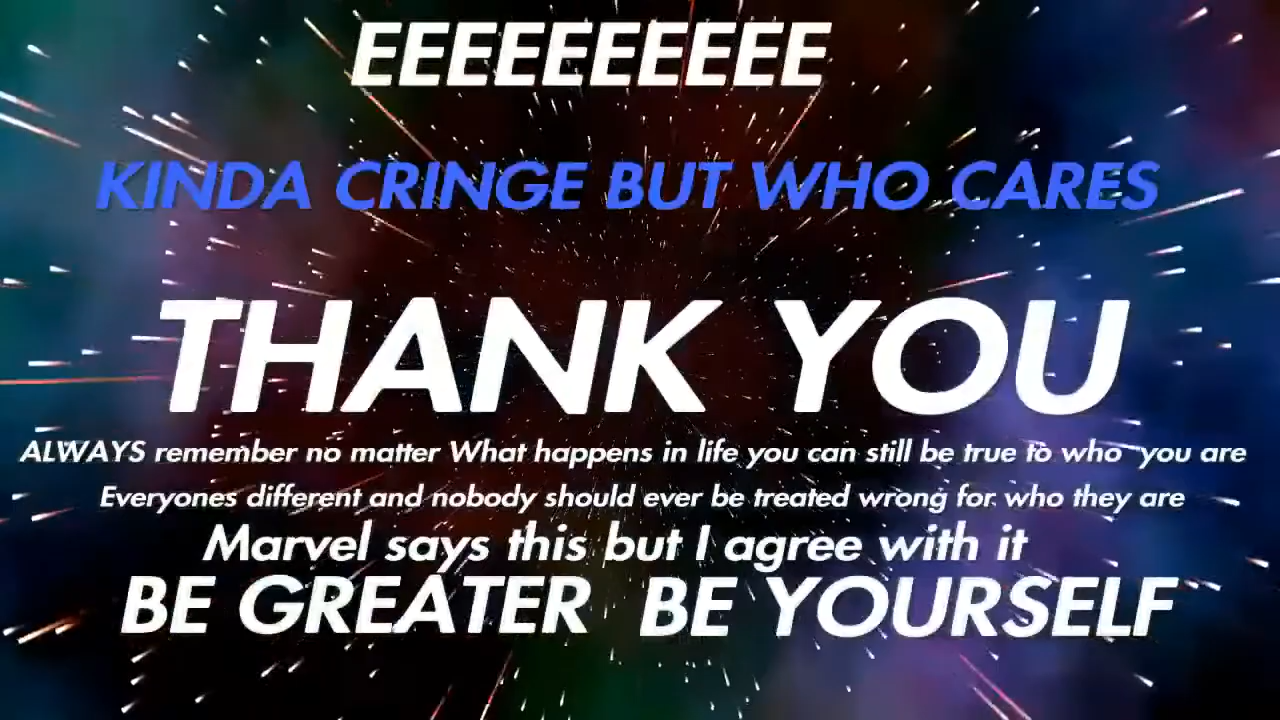 EEEEEEEEEE
KINDA CRINGE BUT WHO CARES
THANK YOU
ALWAYS remember no matter What happens in life you can still be true to who you are
Everyones different and nobody should ever be treated wrong for who they are
Marvel says this but I agree with it
BE GREATER BE YOURSELF